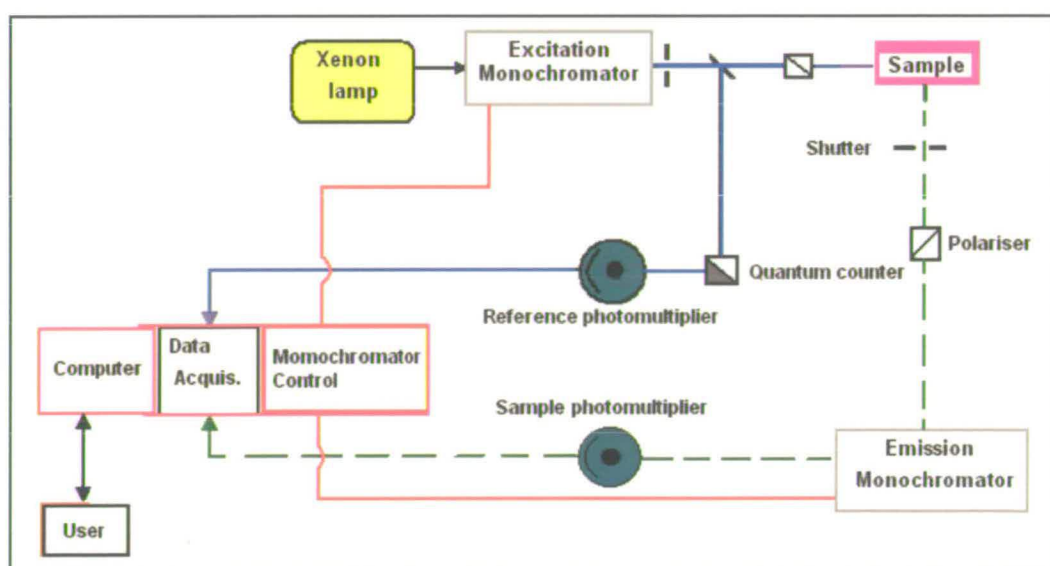 Xenon
lamp
Excitation
Monochromator
Sample
Shutter
Polariser
Quantum counter
Reference photomultiplier
Computer
Data
Acquis.
Momochromator
Control
Sample photomultiplier
Emission
Monochromator
User